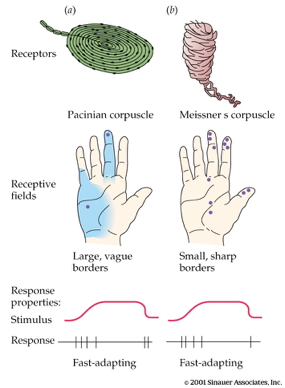 (a) (b)
Receptors
Pacinian corpuscle Meissner s corpuscle
Receptive
fields
Large, vague
borders
Small, sharp
borders
Response
properties:
Stimulus
Response
Fast-adapting Fast-adapting
© 2001 Sinauer Associates, Inc.